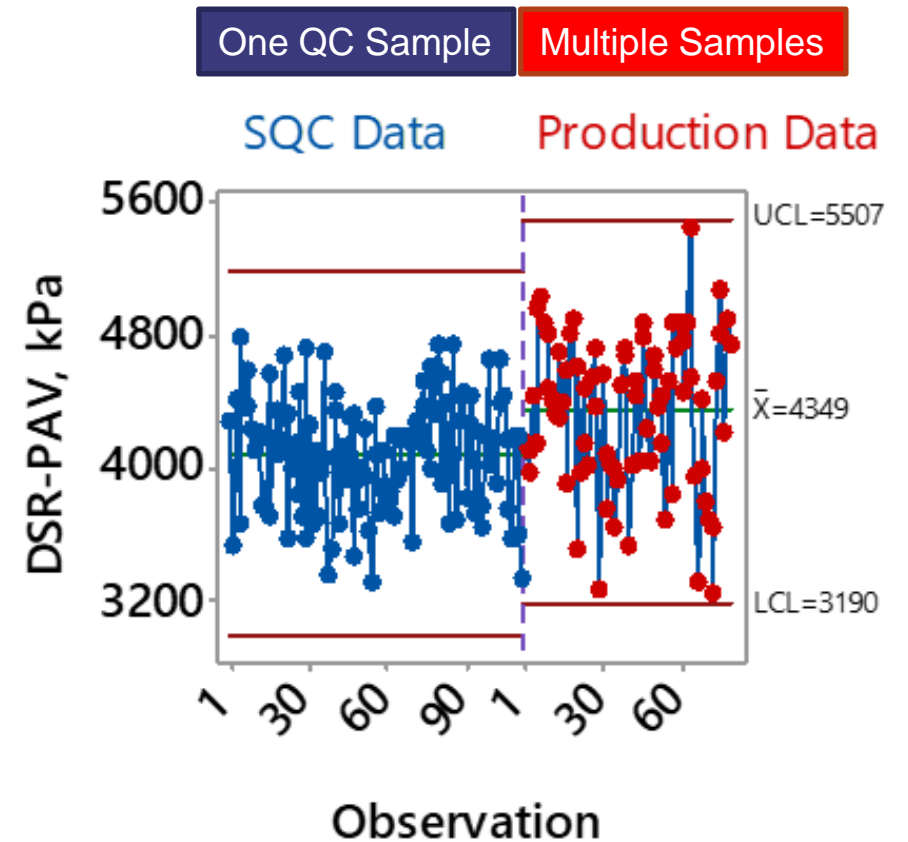 One QC Sample
Multiple Samples
SQC Data
Production Data
5600
4800
4000
3200
DSR-PAV, kPa
UCL=5507
X̄=4349
LCL=3190
1 30 60 90 1 30 60
Observation